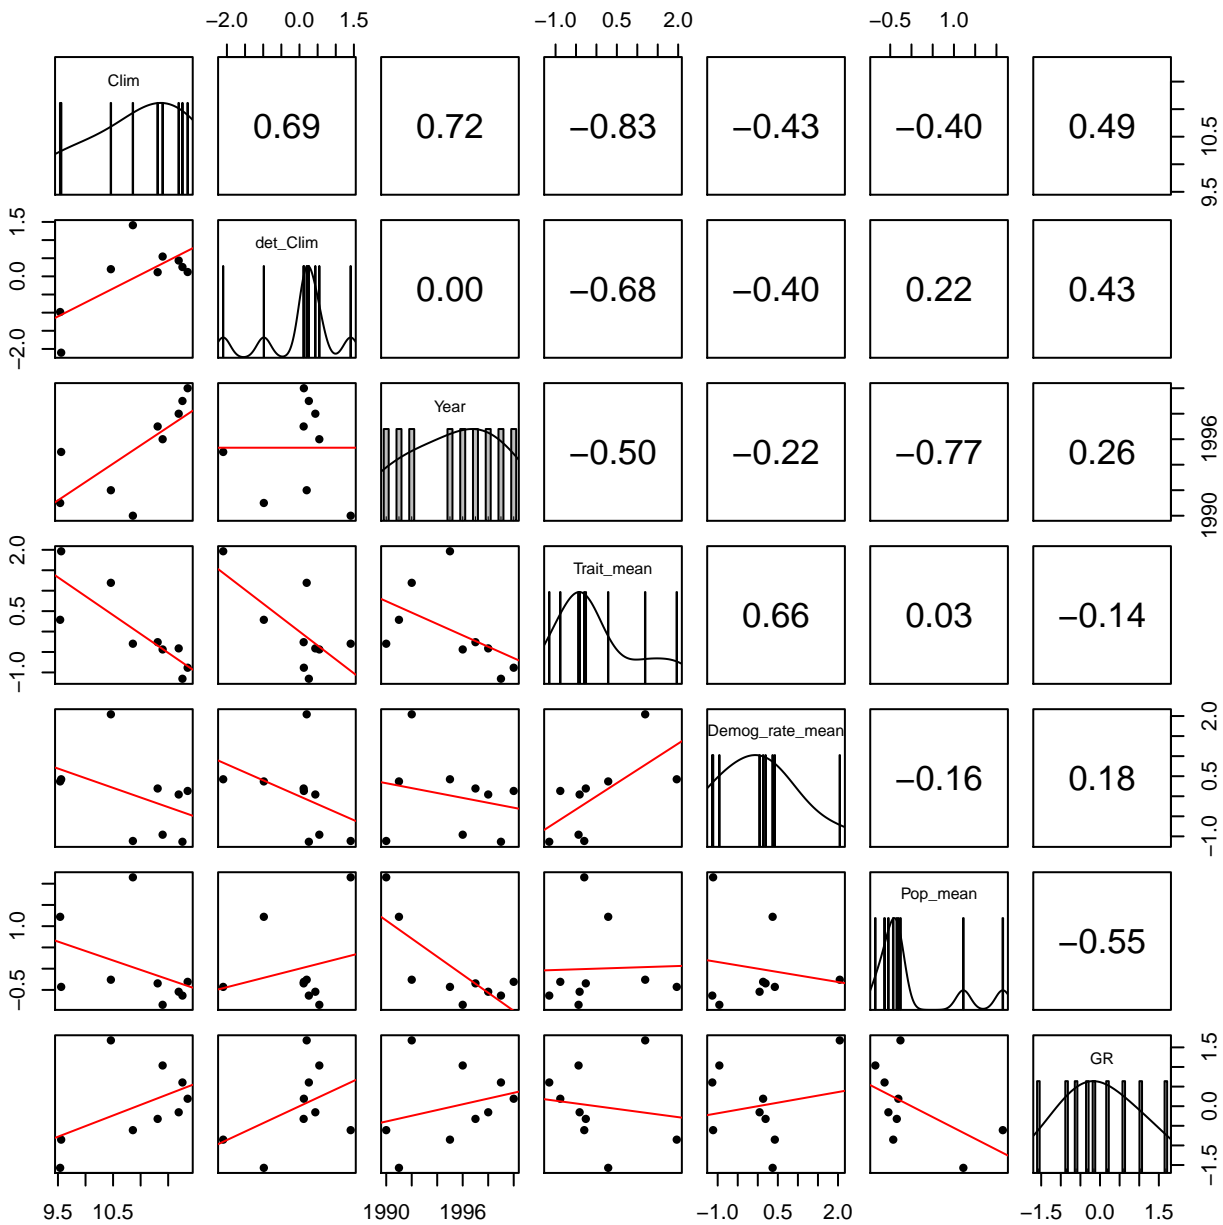 −2.0 0.0 1.5 −1.0 0.5 2.0 −0.5 1.0
Clim 0.69 0.72 −0.83 −0.43 −0.40 0.49 9.5 10.5
−2.0 0.0 1.5 det_Clim 0.00 −0.68 −0.40 0.22 0.43
Year −0.50 −0.22 −0.77 0.26 1990 1996
−1.0 0.5 2.0 Trait_mean 0.66 0.03 −0.14
Demog_rate_mean −0.16 0.18 −1.0 0.5 2.0
−0.5 1.0 Pop_mean −0.55
GR −1.5 0.0 1.5
9.5 10.5 1990 1996 −1.0 0.5 2.0 −1.5 0.0 1.5